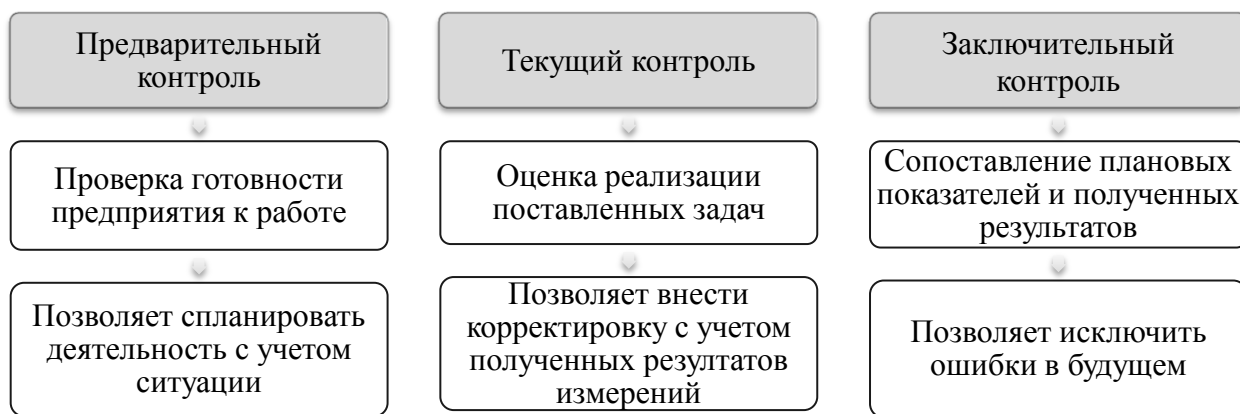 Предварительный
контроль
Проверка готовности
предприятия к работе
Позволяет спланировать
деятельность с учетом
ситуации
Текущий контроль
Оценка реализации
поставленных задач
Позволяет внести
корректировку с учетом
полученных резултатов
измерений
Заключительный
контроль
Сопоставление плановых
показателей и полученных
результатов
Позволяет исключить
ошибки в будущем